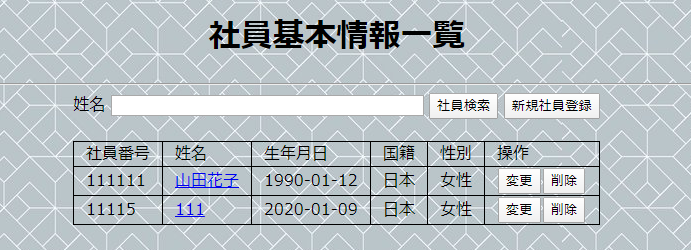 社員基本情報一覧
姓名 社員検索 新規社員登録
社員番号 姓名 生年月日 国籍 性別 操作
111111 山田花子 1990-01-12 日本 女性 変更 削除
11115 111 2020-01-09 日本 女性 変更 削除